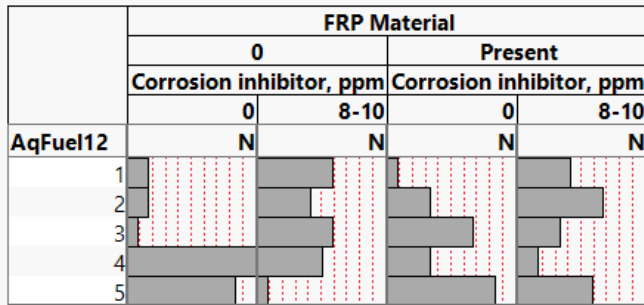 FRP Material
0 Present
Corrosion inhibitor, ppm Corrosion inhibitor, ppm
0 8-10 0 8-10
AqFuel12 N N N N
1
2
3
4
5